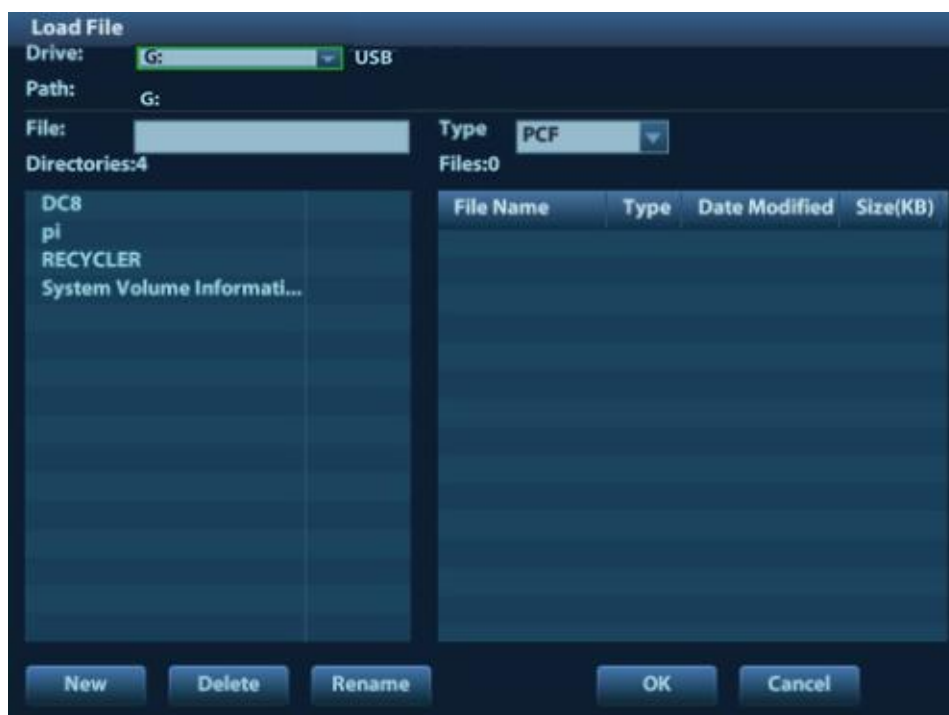 Load File
Drive: G: USB
Path: G:
File: Type PCF
Directories:4 Files:0
DC8 File Name Type Date Modified Size(KB)
pi
RECYCLER
System Volume Informati...
New Delete Rename OK Cancel